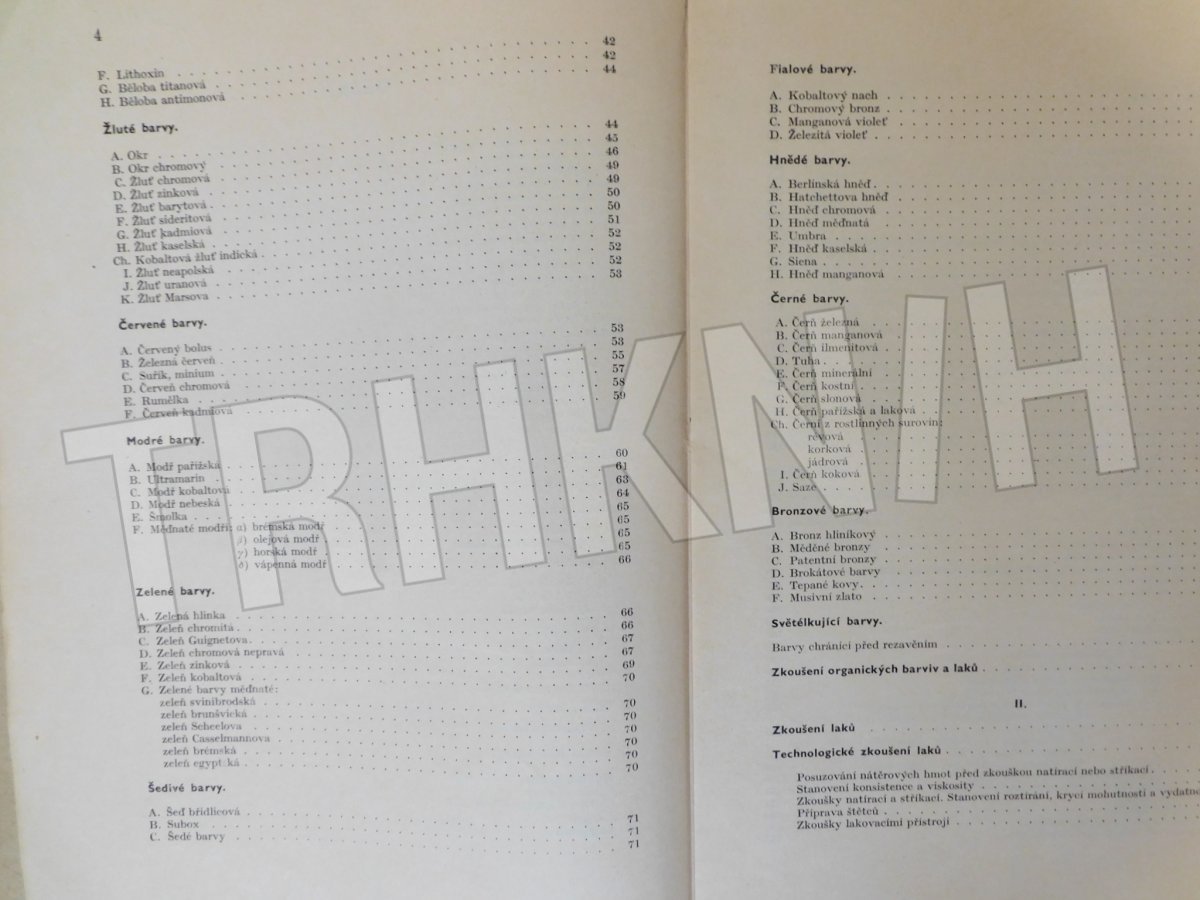 4
F. Lithoxin . . . 42
G. Běloba titanová . . . 42
H. Běloba antimonová . . . 44
Žluté barvy.
A. Okr . . . 44
B. Okr chromový . . . 45
C. Žluť chromová . . . 46
D. Žluť zinková . . . 49
E. Žluť barytová . . . 49
F. Žluť sideritová . . . 50
G. Žluť kadmiová . . . 50
H. Žluť kaselská . . . 51
Ch. Kobaltová žluť indická . . . 52
I. Žluť neapolská . . . 52
J. Žluť uranová . . . 52
K. Žluť Marsova . . . 53
Červené barvy.
A. Červený bolus . . . 53
B. Železná červeň . . . 53
C. Suřík, minium . . . 55
D. Červeň chromová . . . 57
E. Rumělka . . . 58
F. Červeň kadmiová . . . 59
Modré barvy.
A. Modř pařížská . . . 60
B. Ultramarin . . . 61
C. Modř kobaltová . . . 63
D. Modř nebeská . . . 64
E. Šmolka . . . 65
F. Měďnaté modři: α) brémská modř . . . 65
β) olejová modř . . . 65
γ) horská modř . . . 65
δ) vápenná modř . . . 66
Zelené barvy.
A. Zelená hlinka . . . 66
B. Zeleň chromitá . . . 66
C. Zeleň Guignetova . . . 67
D. Zeleň chromová nepravá . . . 67
E. Zeleň zinková . . . 69
F. Zeleň kobaltová . . . 70
G. Zelené barvy měďnaté:
zeleň svinibrodská . . . 70
zeleň brunšvická . . . 70
zeleň Scheelova . . . 70
zeleň Casselmannova . . . 70
zeleň brémská . . . 70
zeleň egypt ká . . . 70
Šedivé barvy.
A. Šeď břidlicová . . . 71
B. Subox . . . 71
C. Šedé barvy . . . 71
Fialové barvy.
A. Kobaltový nach . . .
B. Chromový bronz . . .
C. Manganová violeť . . .
D. Železitá violeť . . .
Hnědé barvy.
A. Berlínská hněď . . .
B. Hatchettova hněď . . .
C. Hněď chromová . . .
D. Hněď měďnatá . . .
E. Umbra . . .
F. Hněď kaselská . . .
G. Siena . . .
H. Hněď manganová . . .
Černé barvy.
A. Čerň železná . . .
B. Čerň manganová . . .
C. Čerň ilmenitová . . .
D. Tuha . . .
E. Čerň minerální . . .
F. Čerň kostní . . .
G. Čerň slonová . . .
H. Čerň pařížská a laková . . .
Ch. Černi z rostlinných surovin:
révová . . .
korková . . .
jádrová . . .
I. Čerň koková . . .
J. Saze . . .
Bronzové barvy.
A. Bronz hliníkový . . .
B. Měděné bronzy . . .
C. Patentní bronzy . . .
D. Brokátové barvy . . .
E. Tepané kovy . . .
F. Musivní zlato . . .
Světélkující barvy.
Barvy chránící před rezavěním . . .
Zkoušení organických barviv a laků . . .
II.
Zkoušení laků . . .
Technologické zkoušení laků . . .
Posuzování nátěrových hmot před zkouškou natírací nebo stříkací . . .
Stanovení konsistence a viskosity . . .
Zkoušky natírací a stříkací. Stanovení roztírání, krycí mohutnosti a vydatno
Příprava štětců . . .
Zkoušky lakovacími přístroji . . .
TRHKNIH